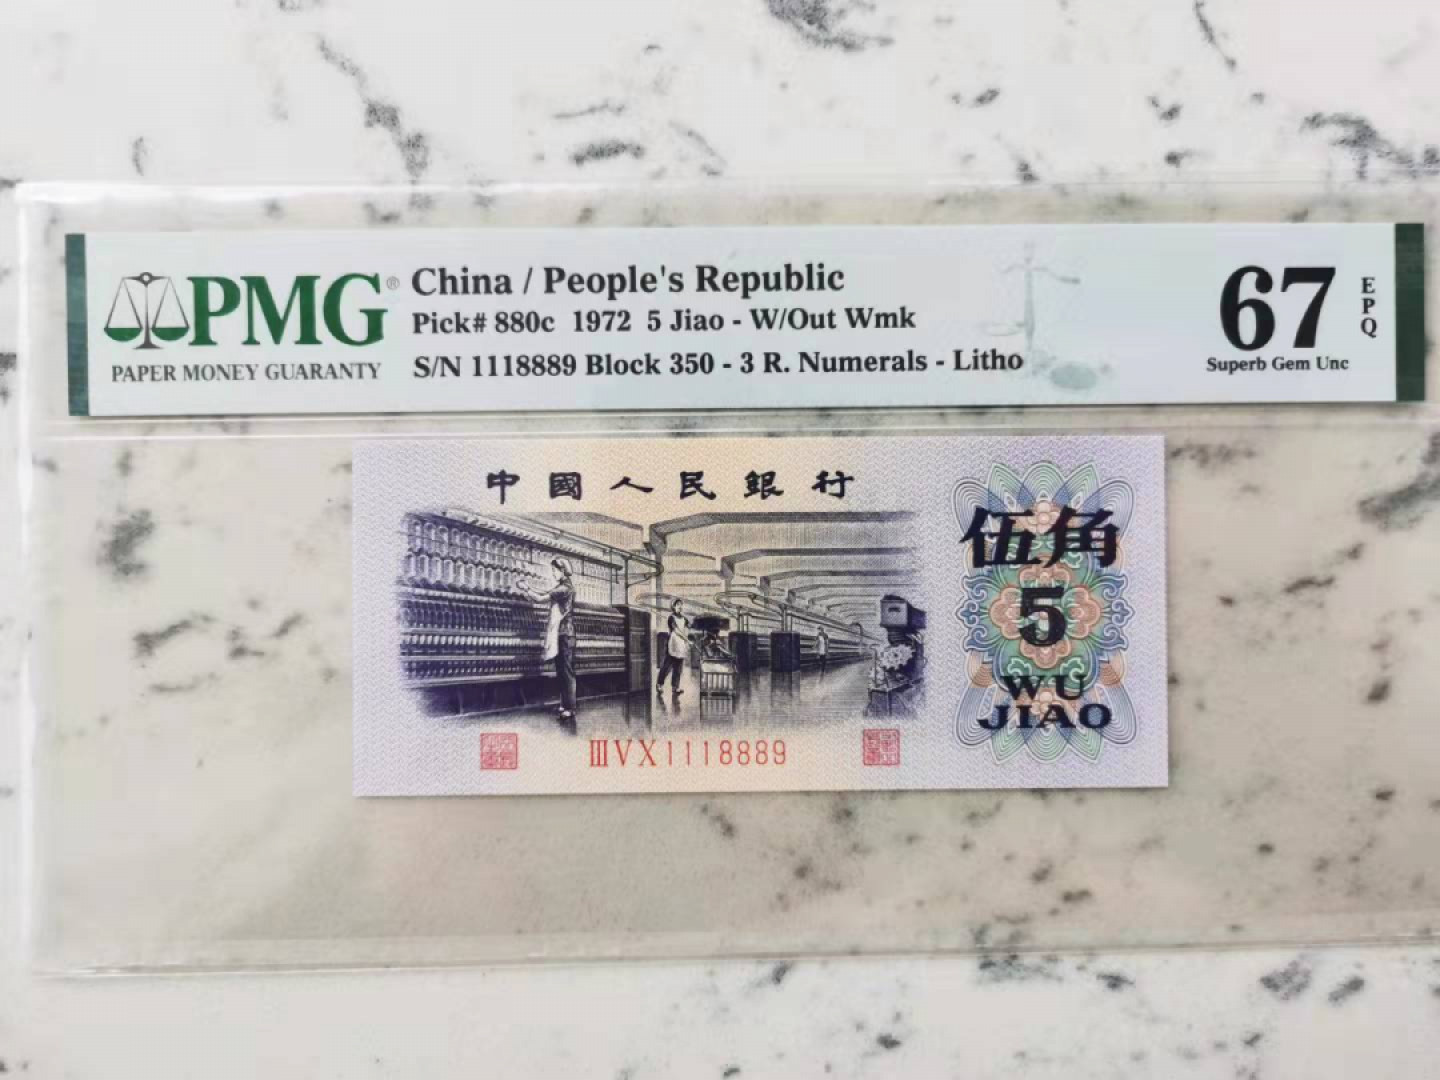 PMG®
PAPER MONEY GUARANTY
China / People's Republic
Pick# 880c 1972 5 Jiao - W/Out Wmk
S/N 1118889 Block 350 - 3 R. Numerals - Litho
67
EPQ
Superb Gem Unc
中國人民銀行
伍角
5
WU
JIAO
ⅢⅤⅩ1118889